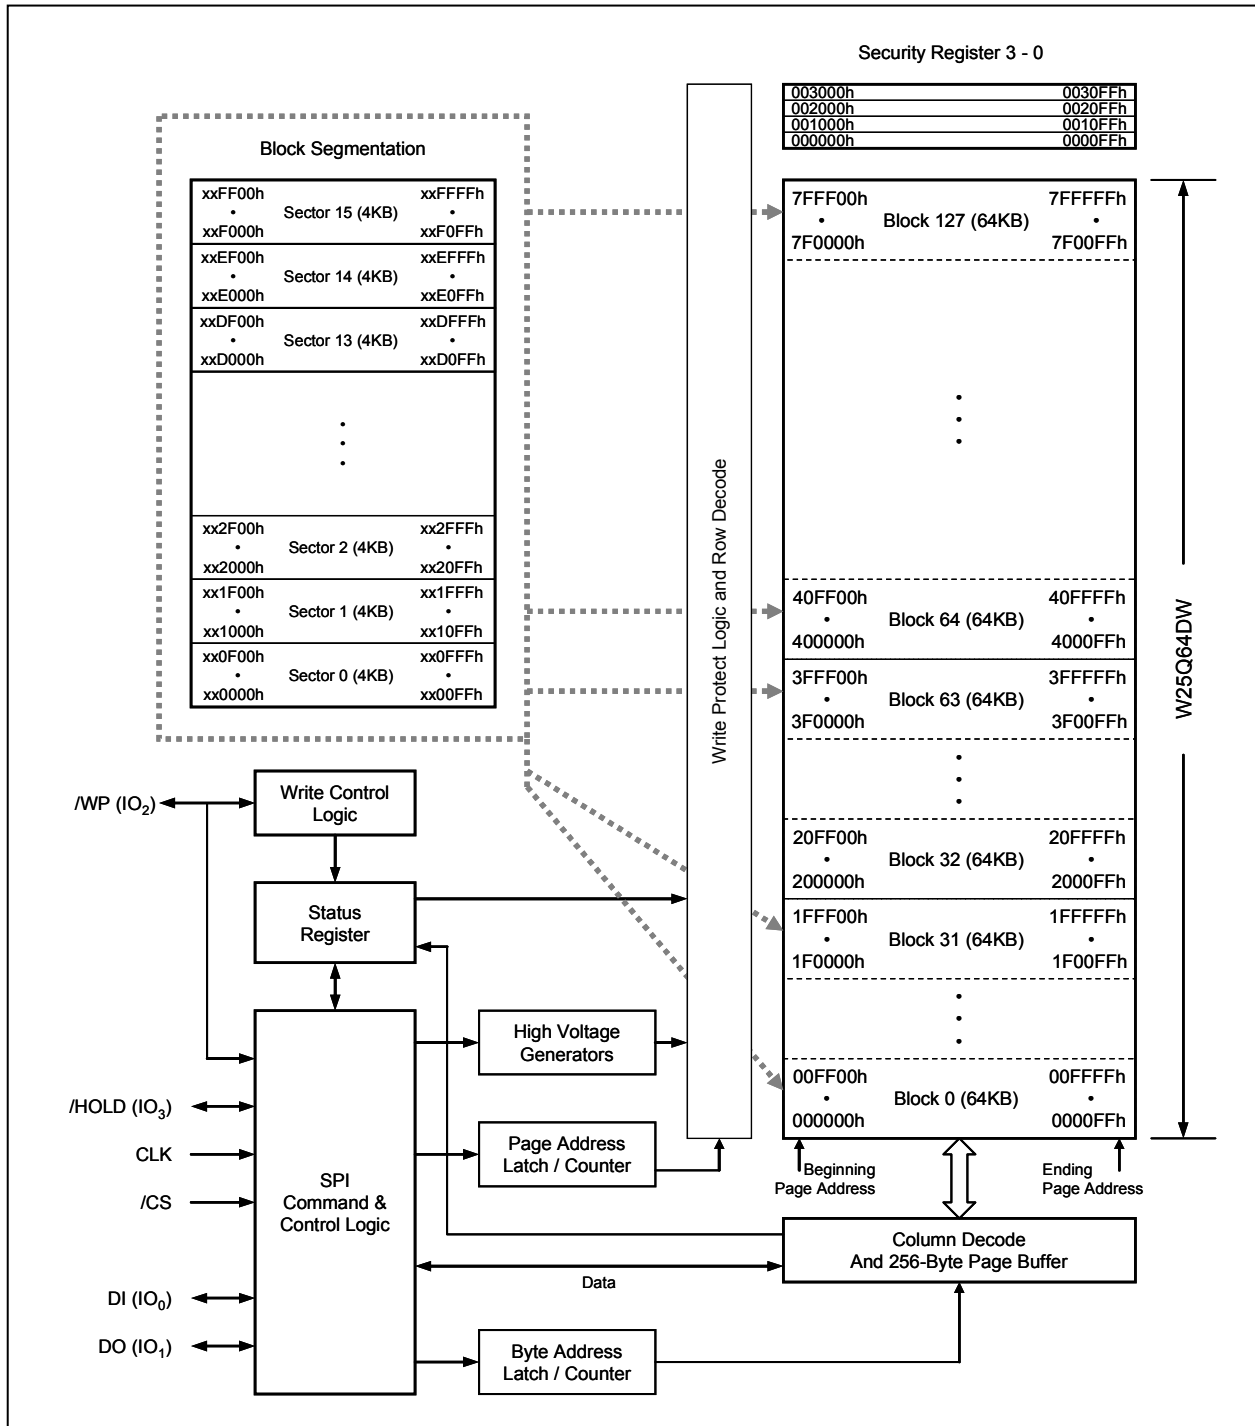 Security Register 3 - 0
003000h 0030FFh
002000h 0020FFh
001000h 0010FFh
000000h 0000FFh
Block Segmentation
xxFF00h xxFFFFh
Sector 15 (4KB)
xxF000h xxF0FFh
xxEF00h xxEFFFh
Sector 14 (4KB)
xxE000h xxE0FFh
xxDF00h xxDFFFh
Sector 13 (4KB)
xxD000h xxD0FFh
xx2F00h xx2FFFh
Sector 2 (4KB)
xx2000h xx20FFh
xx1F00h xx1FFFh
Sector 1 (4KB)
xx1000h xx10FFh
xx0F00h xx0FFFh
Sector 0 (4KB)
xx0000h xx00FFh
Write Protect Logic and Row Decode
7FFF00h 7FFFFFh
Block 127 (64KB)
7F0000h 7F00FFh
40FF00h 40FFFFh
Block 64 (64KB)
400000h 4000FFh
3FFF00h 3FFFFFh
Block 63 (64KB)
3F0000h 3F00FFh
20FF00h 20FFFFh
Block 32 (64KB)
200000h 2000FFh
1FFF00h 1FFFFFh
Block 31 (64KB)
1F0000h 1F00FFh
00FF00h 00FFFFh
Block 0 (64KB)
000000h 0000FFh
W25Q64DW
Beginning
Page Address
Ending
Page Address
/WP (IO2)
Write Control
Logic
Status
Register
High Voltage
Generators
/HOLD (IO3)
CLK
/CS
DI (IO0)
DO (IO1)
SPI
Command &
Control Logic
Page Address
Latch / Counter
Column Decode
And 256-Byte Page Buffer
Data
Byte Address
Latch / Counter